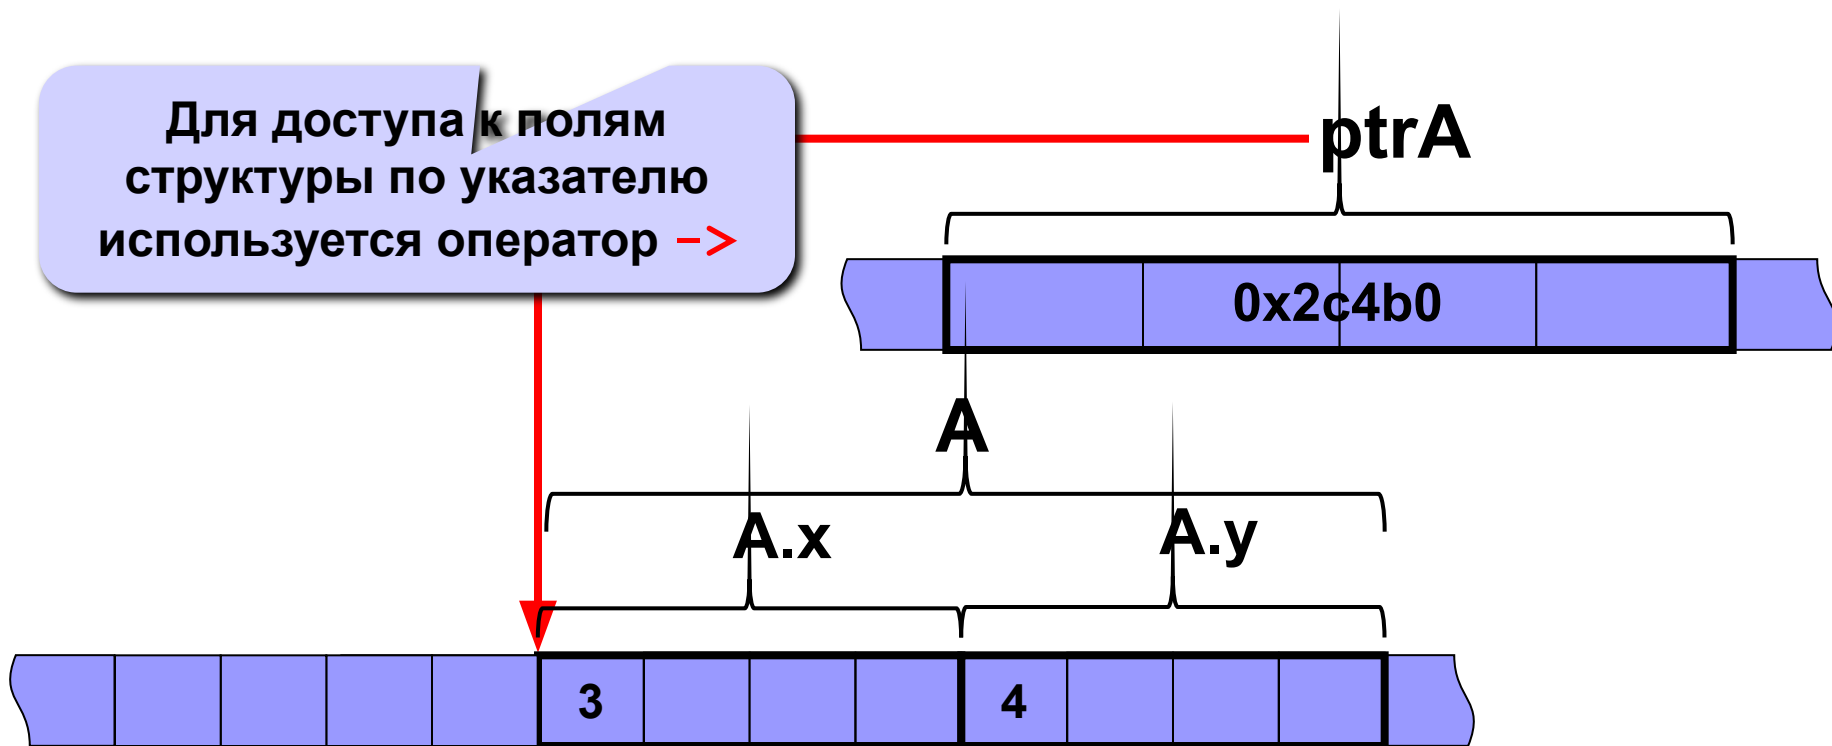 Для доступа к полям
структуры по указателю
используется оператор ->
ptrA
0x2c4b0
A
A.x
A.y
3
4